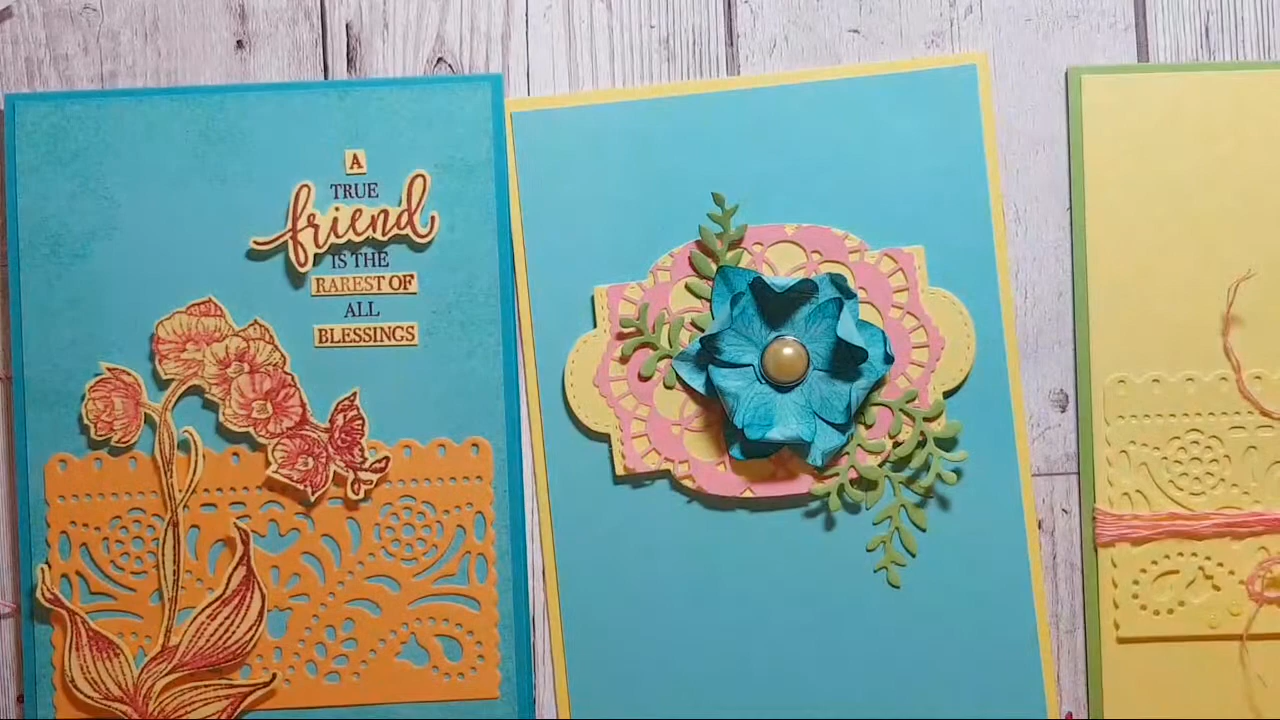 A
TRUE
friend
IS THE
RAREST OF
ALL
BLESSINGS